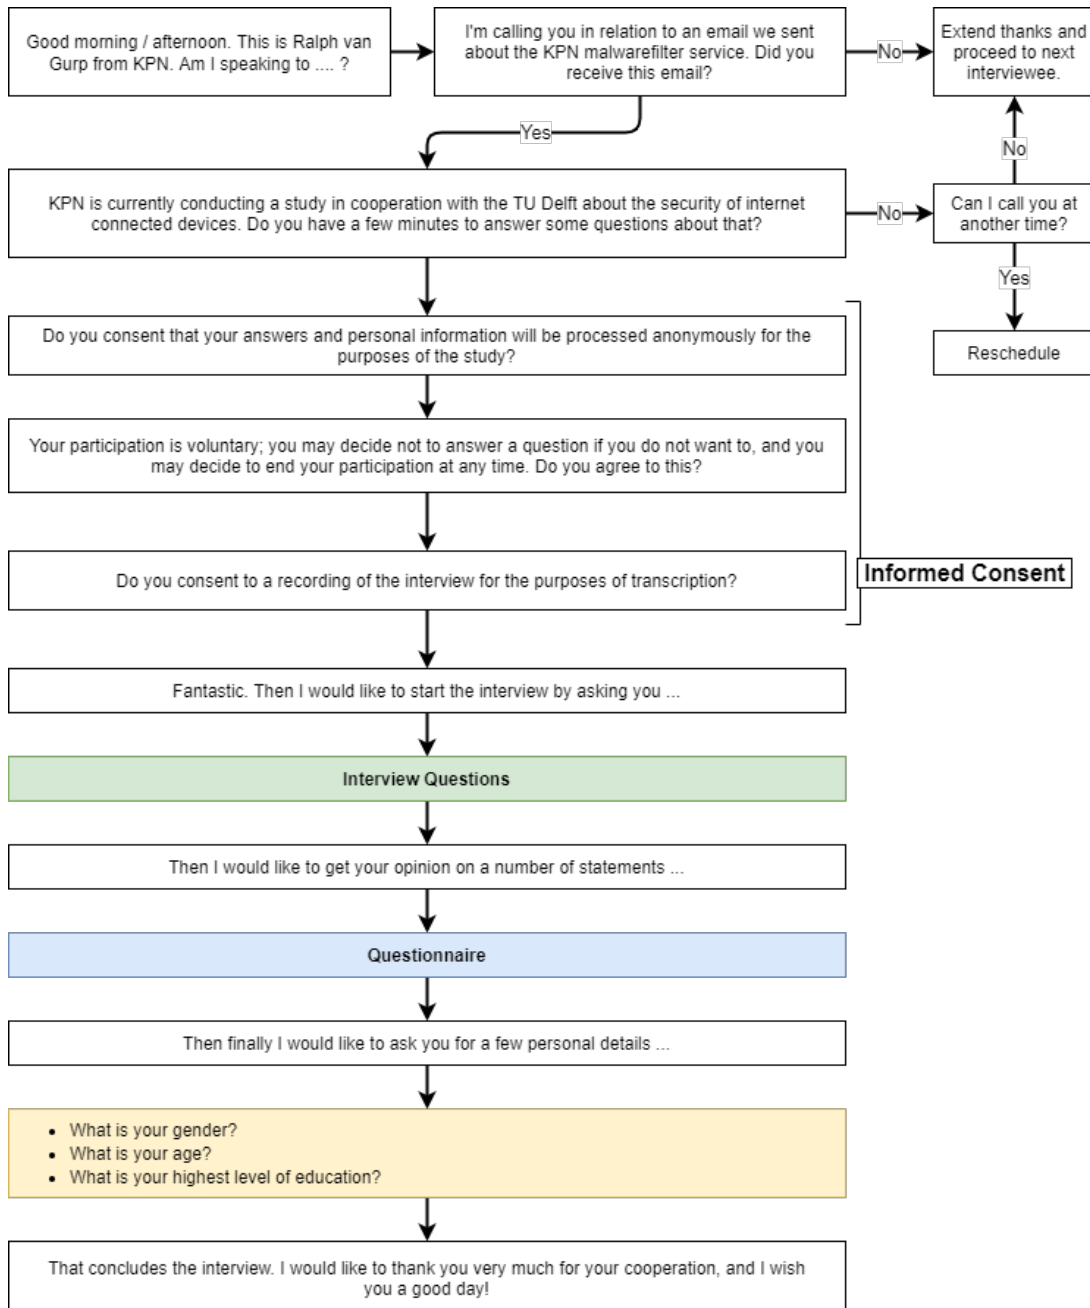 Good morning / afternoon. This is Ralph van
Gurp from KPN. Am I speaking to .... ?
I'm calling you in relation to an email we sent
about the KPN malwarefilter service. Did you
receive this email?
No
Extend thanks and
proceed to next
interviewee.
Yes
No
KPN is currently conducting a study in cooperation with the TU Delft about the security of internet
connected devices. Do you have a few minutes to answer some questions about that?
No
Can I call you at
another time?
Yes
Reschedule
Do you consent that your answers and personal information will be processed anonymously for the
purposes of the study?
Your participation is voluntary; you may decide not to answer a question if you do not want to, and you
may decide to end your participation at any time. Do you agree to this?
Do you consent to a recording of the interview for the purposes of transcription?
Informed Consent
Fantastic. Then I would like to start the interview by asking you ...
Interview Questions
Then I would like to get your opinion on a number of statements ...
Questionnaire
Then finally I would like to ask you for a few personal details ...
• What is your gender?
• What is your age?
• What is your highest level of education?
That concludes the interview. I would like to thank you very much for your cooperation, and I wish
you a good day!